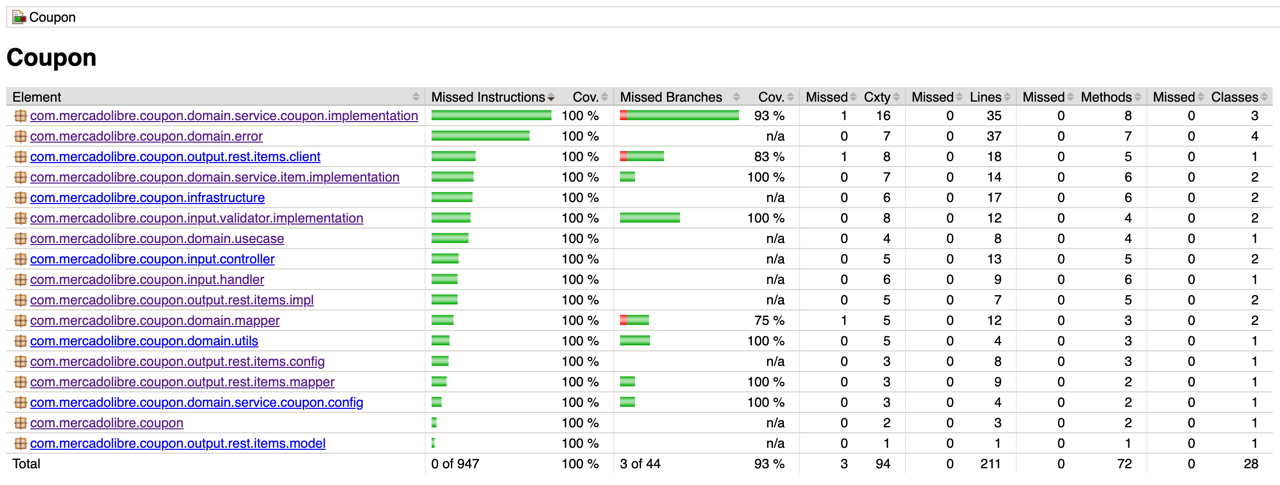 Coupon
Coupon
Element Missed Instructions Cov. Missed Branches Cov. Missed Cxty Missed Lines Missed Methods Missed Classes
com.mercadolibre.coupon.domain.service.coupon.implementation 100 % 93 % 1 16 0 35 0 8 0 3
com.mercadolibre.coupon.domain.error 100 % n/a 0 7 0 37 0 7 0 4
com.mercadolibre.coupon.output.rest.items.client 100 % 83 % 1 8 0 18 0 5 0 1
com.mercadolibre.coupon.domain.service.item.implementation 100 % 100 % 0 7 0 14 0 6 0 2
com.mercadolibre.coupon.infrastructure 100 % n/a 0 6 0 17 0 6 0 2
com.mercadolibre.coupon.input.validator.implementation 100 % 100 % 0 8 0 12 0 4 0 2
com.mercadolibre.coupon.domain.usecase 100 % n/a 0 4 0 8 0 4 0 1
com.mercadolibre.coupon.input.controller 100 % n/a 0 5 0 13 0 5 0 2
com.mercadolibre.coupon.input.handler 100 % n/a 0 6 0 9 0 6 0 1
com.mercadolibre.coupon.output.rest.items.impl 100 % n/a 0 5 0 7 0 5 0 2
com.mercadolibre.coupon.domain.mapper 100 % 75 % 1 5 0 12 0 3 0 2
com.mercadolibre.coupon.domain.utils 100 % 100 % 0 5 0 4 0 3 0 1
com.mercadolibre.coupon.output.rest.items.config 100 % n/a 0 3 0 8 0 3 0 1
com.mercadolibre.coupon.output.rest.items.mapper 100 % 100 % 0 3 0 9 0 2 0 1
com.mercadolibre.coupon.domain.service.coupon.config 100 % 100 % 0 3 0 4 0 2 0 1
com.mercadolibre.coupon 100 % n/a 0 2 0 3 0 2 0 1
com.mercadolibre.coupon.output.rest.items.model 100 % n/a 0 1 0 1 0 1 0 1
Total 0 of 947 100 % 3 of 44 93 % 3 94 0 211 0 72 0 28